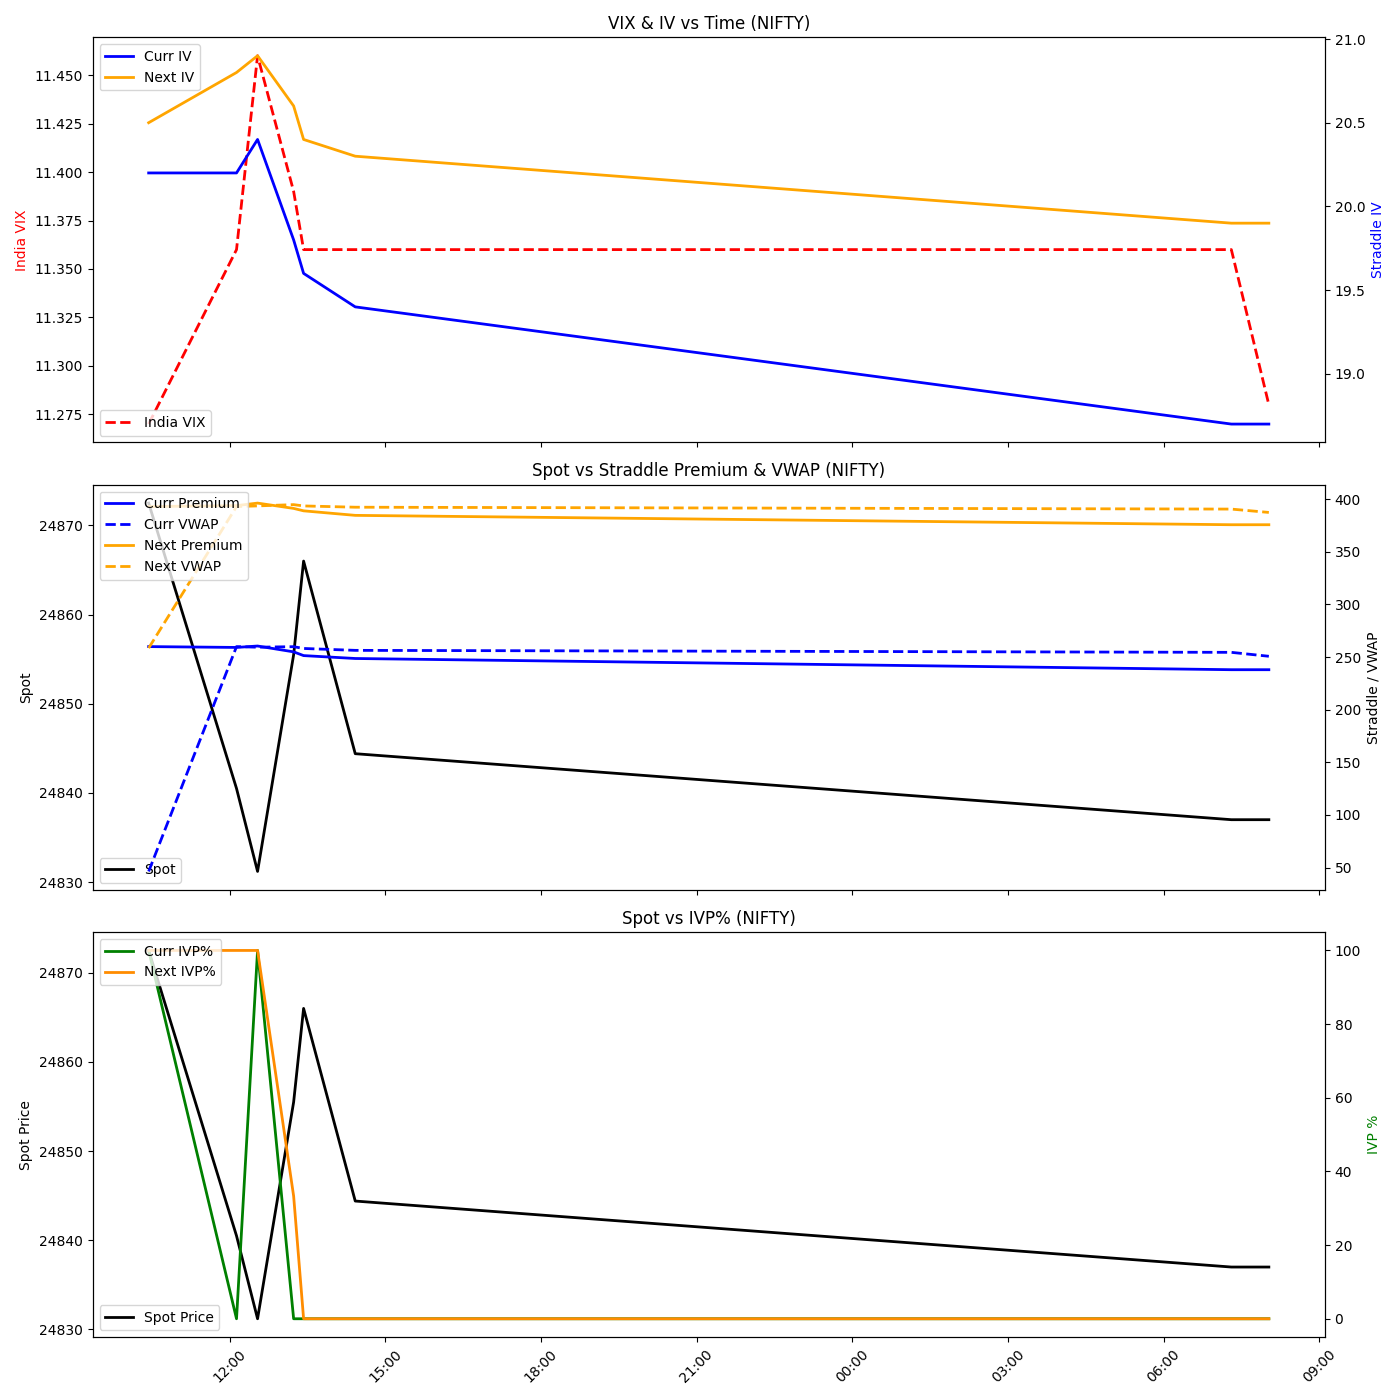 VIX & IV vs Time (NIFTY)
Curr IV
Next IV
India VIX
India VIX
11.450
11.425
11.400
11.375
11.350
11.325
11.300
11.275
21.0
20.5
20.0
19.5
19.0
Straddle IV
Spot vs Straddle Premium & VWAP (NIFTY)
Curr Premium
Curr VWAP
Next Premium
Next VWAP
Spot
Spot
24870
24860
24850
24840
24830
400
350
300
250
200
150
100
50
Straddle / VWAP
Spot vs IVP% (NIFTY)
Curr IVP%
Next IVP%
Spot Price
Spot Price
24870
24860
24850
24840
24830
100
80
60
40
20
0
IVP %
12:00
15:00
18:00
21:00
00:00
03:00
06:00
09:00